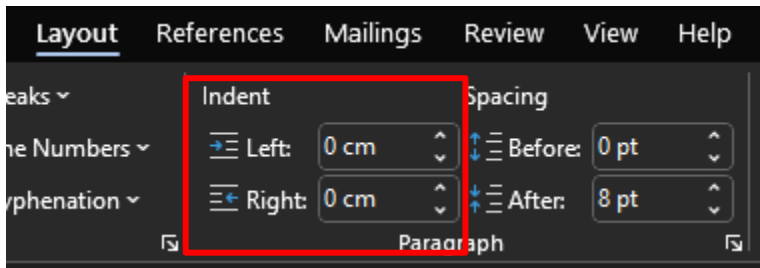 Layout References Mailings Review View Help
eaks Indent Spacing
ne Numbers Left: 0 cm Before: 0 pt
yphenation Right: 0 cm After: 8 pt
Paragraph